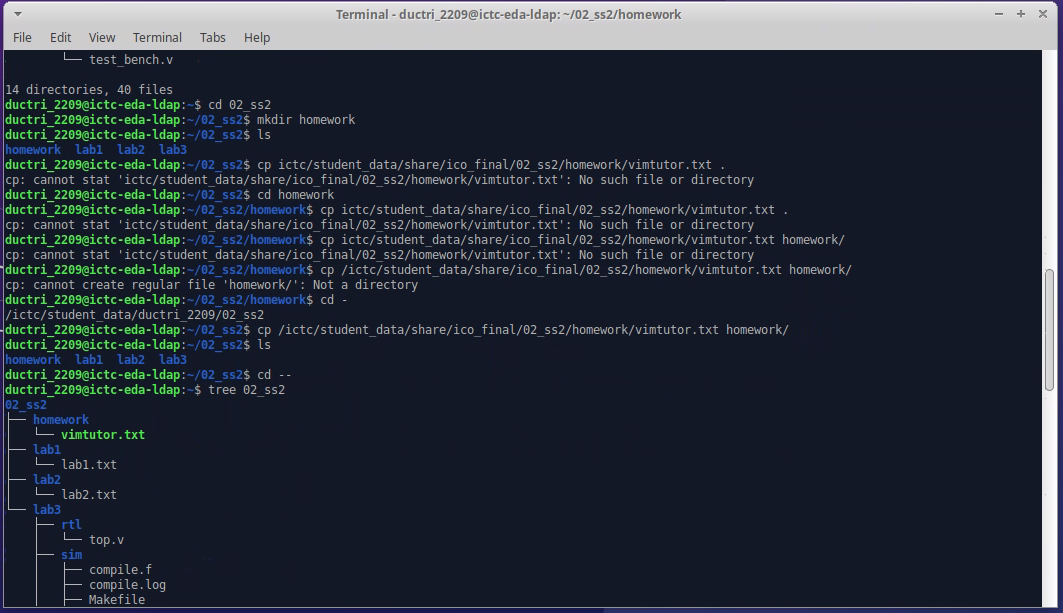 Terminal - ductri_2209@ictc-eda-ldap: ~/02_ss2/homework
File Edit View Terminal Tabs Help
└── test_bench.v
14 directories, 40 files
ductri_2209@ictc-eda-ldap:~$ cd 02_ss2
ductri_2209@ictc-eda-ldap:~/02_ss2$ mkdir homework
ductri_2209@ictc-eda-ldap:~/02_ss2$ ls
homework lab1 lab2 lab3
ductri_2209@ictc-eda-ldap:~/02_ss2$ cp ictc/student_data/share/ico_final/02_ss2/homework/vimtutor.txt .
cp: cannot stat 'ictc/student_data/share/ico_final/02_ss2/homework/vimtutor.txt': No such file or directory
ductri_2209@ictc-eda-ldap:~/02_ss2$ cd homework
ductri_2209@ictc-eda-ldap:~/02_ss2/homework$ cp ictc/student_data/share/ico_final/02_ss2/homework/vimtutor.txt .
cp: cannot stat 'ictc/student_data/share/ico_final/02_ss2/homework/vimtutor.txt': No such file or directory
ductri_2209@ictc-eda-ldap:~/02_ss2/homework$ cp ictc/student_data/share/ico_final/02_ss2/homework/vimtutor.txt homework/
cp: cannot stat 'ictc/student_data/share/ico_final/02_ss2/homework/vimtutor.txt': No such file or directory
ductri_2209@ictc-eda-ldap:~/02_ss2/homework$ cp /ictc/student_data/share/ico_final/02_ss2/homework/vimtutor.txt homework/
cp: cannot create regular file 'homework/': Not a directory
ductri_2209@ictc-eda-ldap:~/02_ss2/homework$ cd -
/ictc/student_data/ductri_2209/02_ss2
ductri_2209@ictc-eda-ldap:~/02_ss2$ cp /ictc/student_data/share/ico_final/02_ss2/homework/vimtutor.txt homework/
ductri_2209@ictc-eda-ldap:~/02_ss2$ ls
homework lab1 lab2 lab3
ductri_2209@ictc-eda-ldap:~/02_ss2$ cd --
ductri_2209@ictc-eda-ldap:~$ tree 02_ss2
02_ss2
├── homework
│   └── vimtutor.txt
├── lab1
│   └── lab1.txt
├── lab2
│   └── lab2.txt
└── lab3
    ├── rtl
    │   └── top.v
    ├── sim
    │   ├── compile.f
    │   ├── compile.log
    │   ├── Makefile